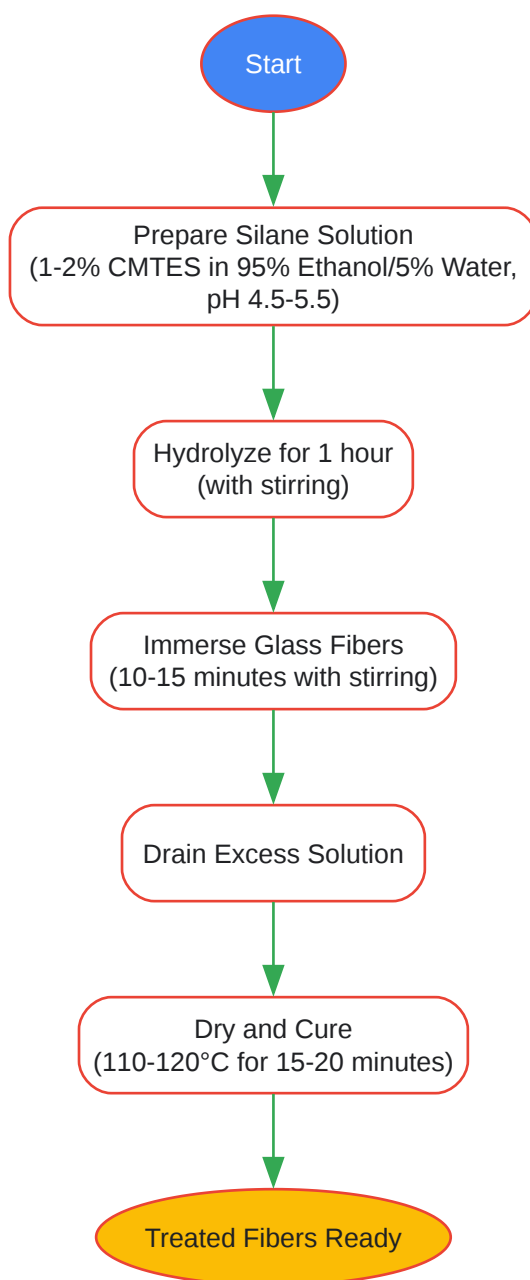 Start
Prepare Silane Solution
(1-2% CMTES in 95% Ethanol/5% Water,
pH 4.5-5.5)
Hydrolyze for 1 hour
(with stirring)
Immerse Glass Fibers
(10-15 minutes with stirring)
Drain Excess Solution
Dry and Cure
(110-120°C for 15-20 minutes)
Treated Fibers Ready